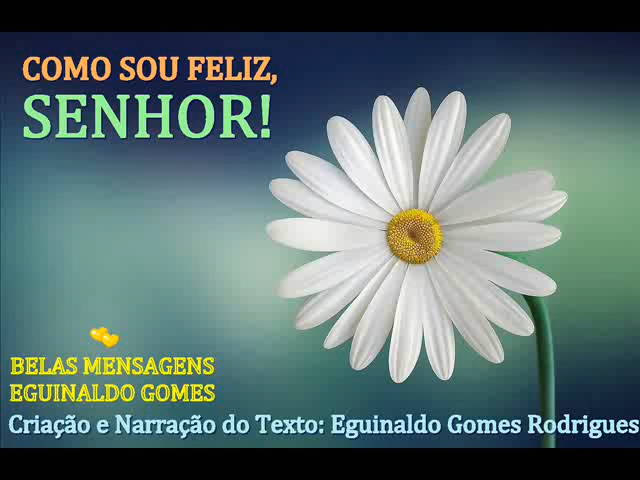 COMO SOU FELIZ,
SENHOR!
BELAS MENSAGENS
EGUINALDO GOMES
Criação e Narração do Texto: Eguinaldo Gomes Rodrigues